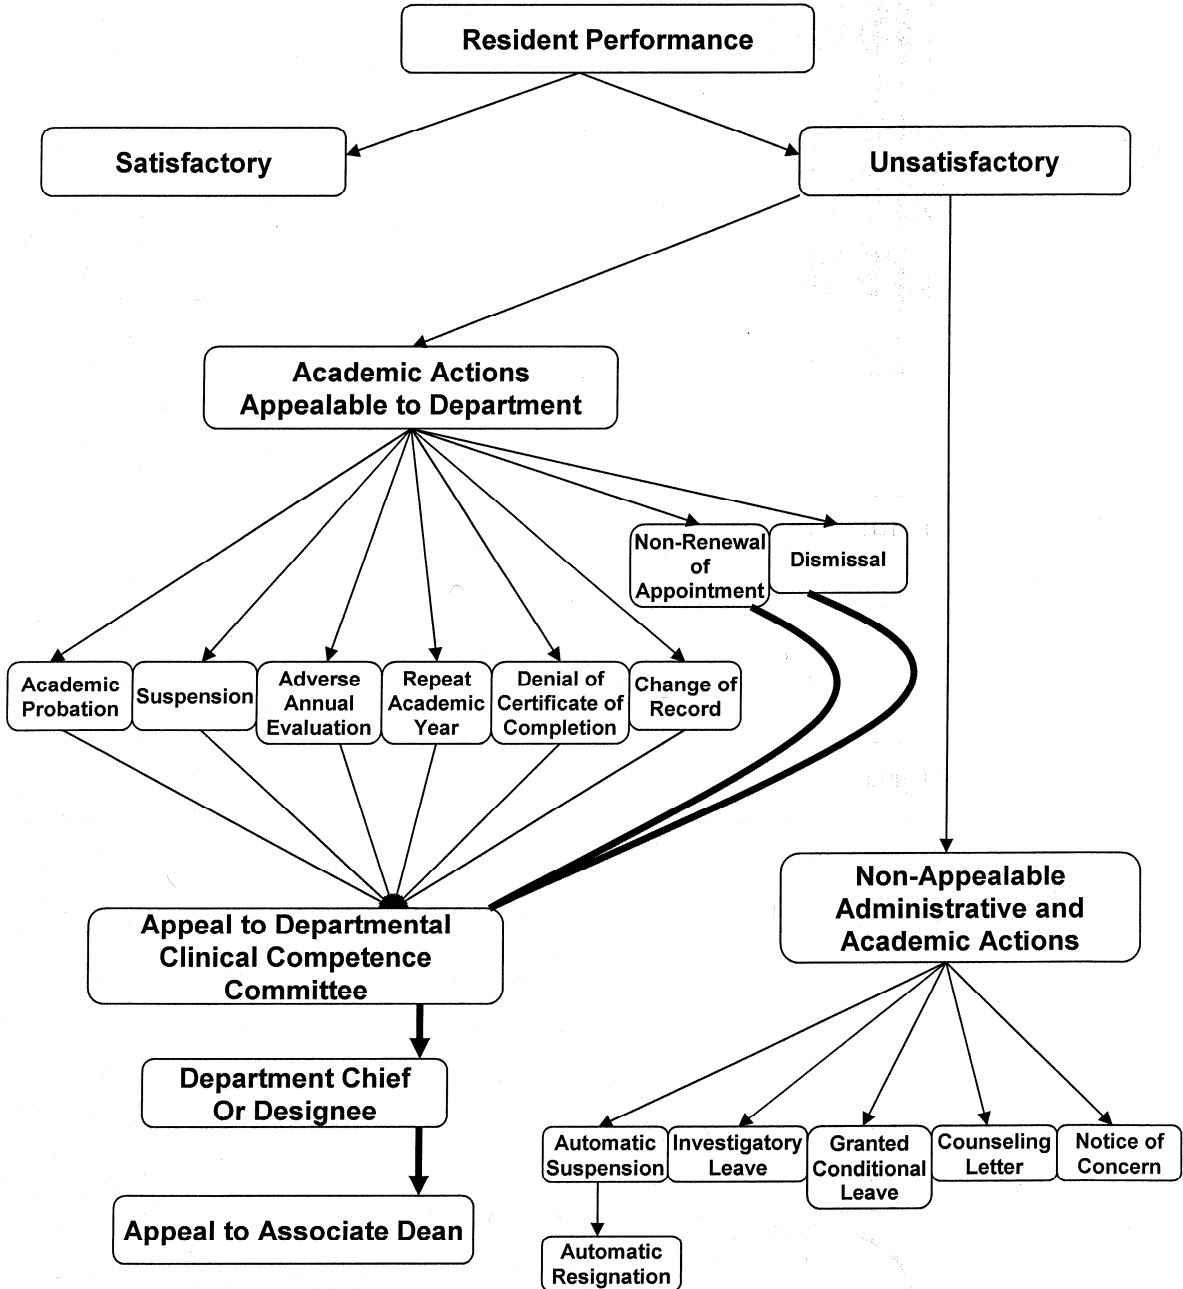 Resident Performance
Satisfactory
Unsatisfactory
Academic Actions
Appealable to Department
Non-Renewal
of
Appointment
Dismissal
Academic
Probation
Suspension
Adverse
Annual
Evaluation
Repeat
Academic
Year
Denial of
Certificate of
Completion
Change of
Record
Appeal to Departmental
Clinical Competence
Committee
Non-Appealable
Administrative and
Academic Actions
Department Chief
Or Designee
Appeal to Associate Dean
Automatic
Suspension
Investigatory
Leave
Granted
Conditional
Leave
Counseling
Letter
Notice of
Concern
Automatic
Resignation